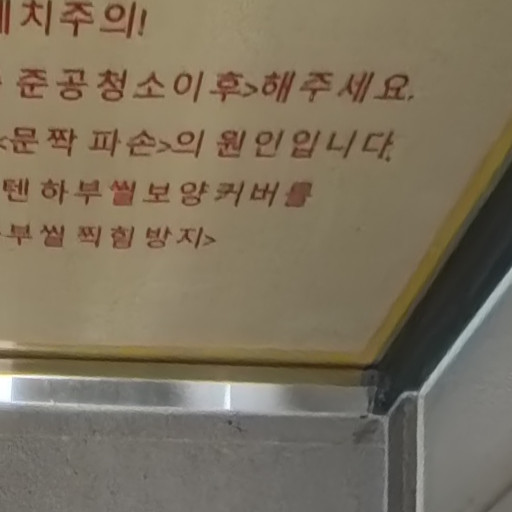 치주의!
준공청소이후>해주세요.
<문짝 파손>의 원인입니다.
텐 하부씰보양커버를
부씰 찍힘 방지>